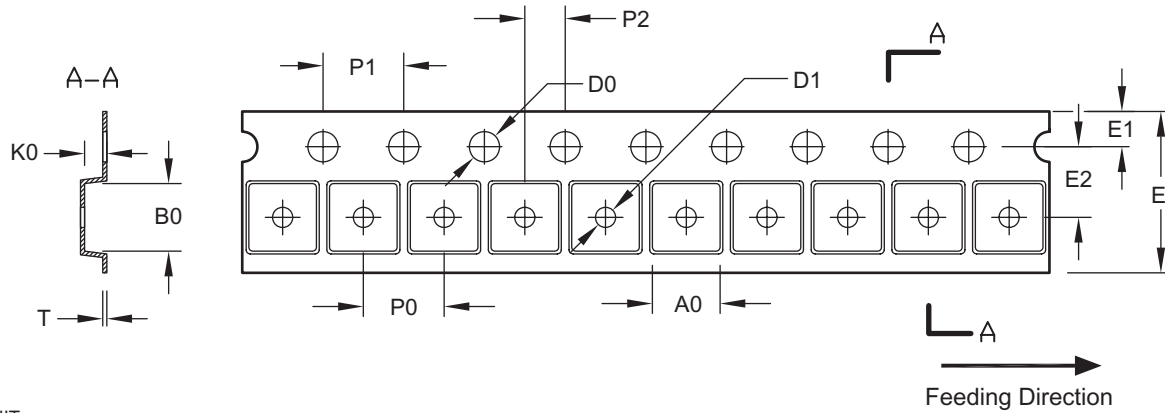 P2
A
P1
D0
D1
A-A
E1
K0
E2
B0
E
P0
A0
T
A
Feeding Direction